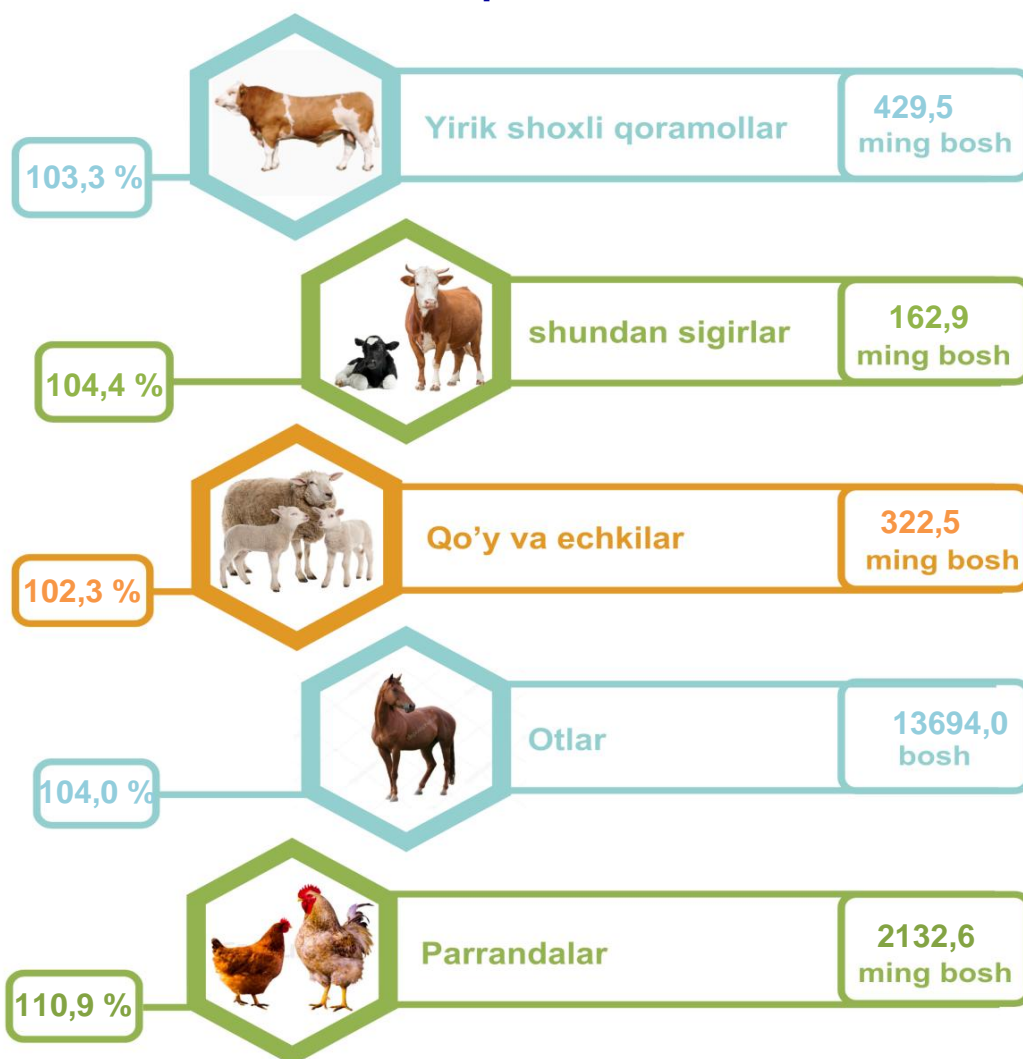 Yirik shoxli qoramollar
429,5
ming bosh
103,3 %
shundan sigirlar
162,9
ming bosh
104,4 %
Qo’y va echkilar
322,5
ming bosh
102,3 %
Otlar
13694,0
bosh
104,0 %
Parrandalar
2132,6
ming bosh
110,9 %